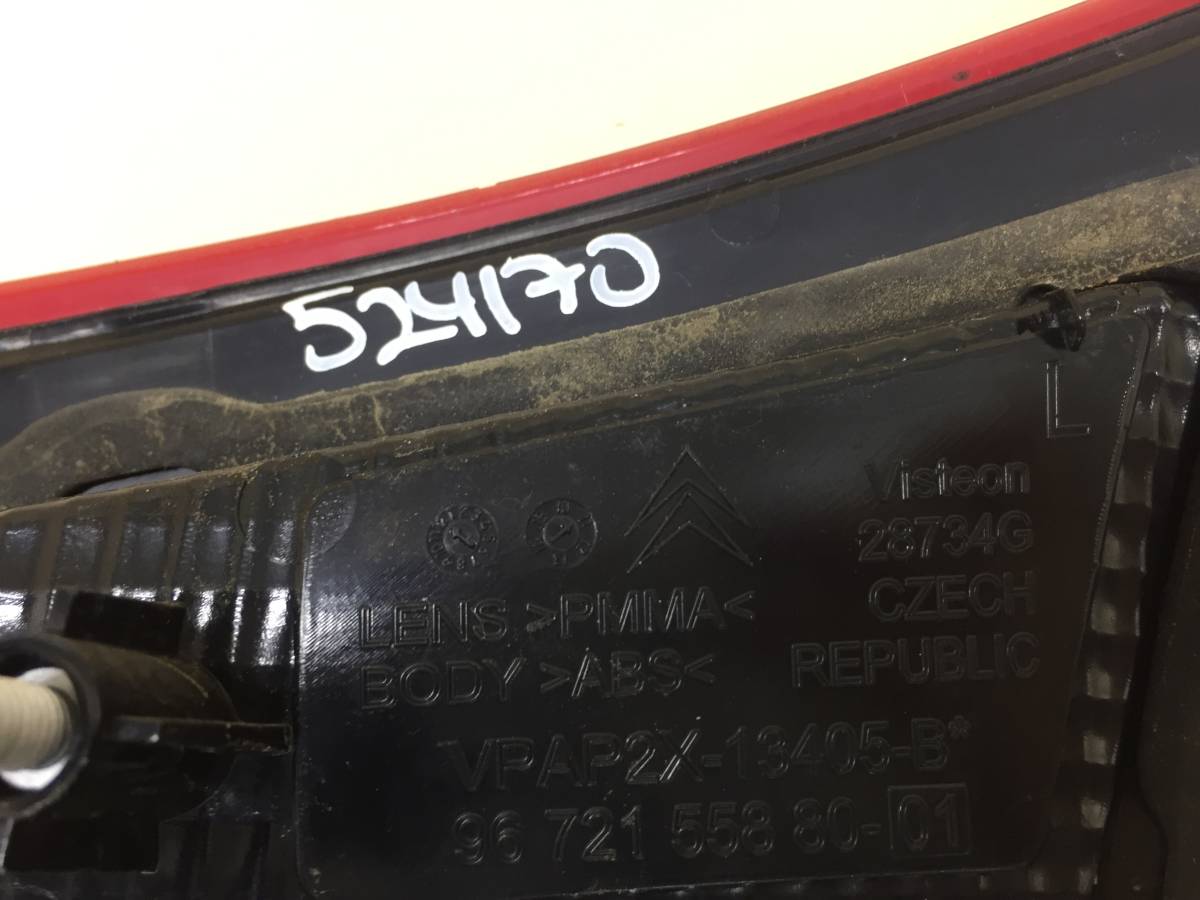 524170
L
Visteon
28734G
CZECH
REPUBLIC
LENS >PMMA<
BODY >ABS<
VPAP2X-13405-B*
96 721 558 80-01